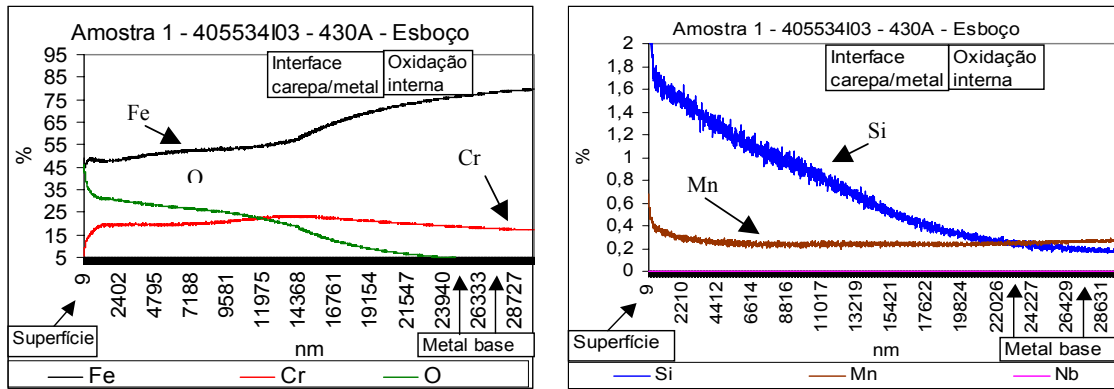 Amostra 1 - 405534I03 - 430A - Esboço
95
85
75
65
55
45
35
25
15
5
%
Interface
carepa/metal
Oxidação
interna
Fe
O
Cr
9
2402
4795
7188
9581
11975
14368
16761
19154
21547
23940
26333
28727
Superfície
nm
Metal base
Fe
Cr
O
Amostra 1 - 405534I03 - 430A - Esboço
2
1,8
1,6
1,4
1,2
1
0,8
0,6
0,4
0,2
0
%
Interface
carepa/metal
Oxidação
interna
Si
Mn
9
2210
4412
6614
8816
11017
13219
15421
17622
19824
22026
24227
26429
28631
Superfície
nm
Metal base
Si
Mn
Nb